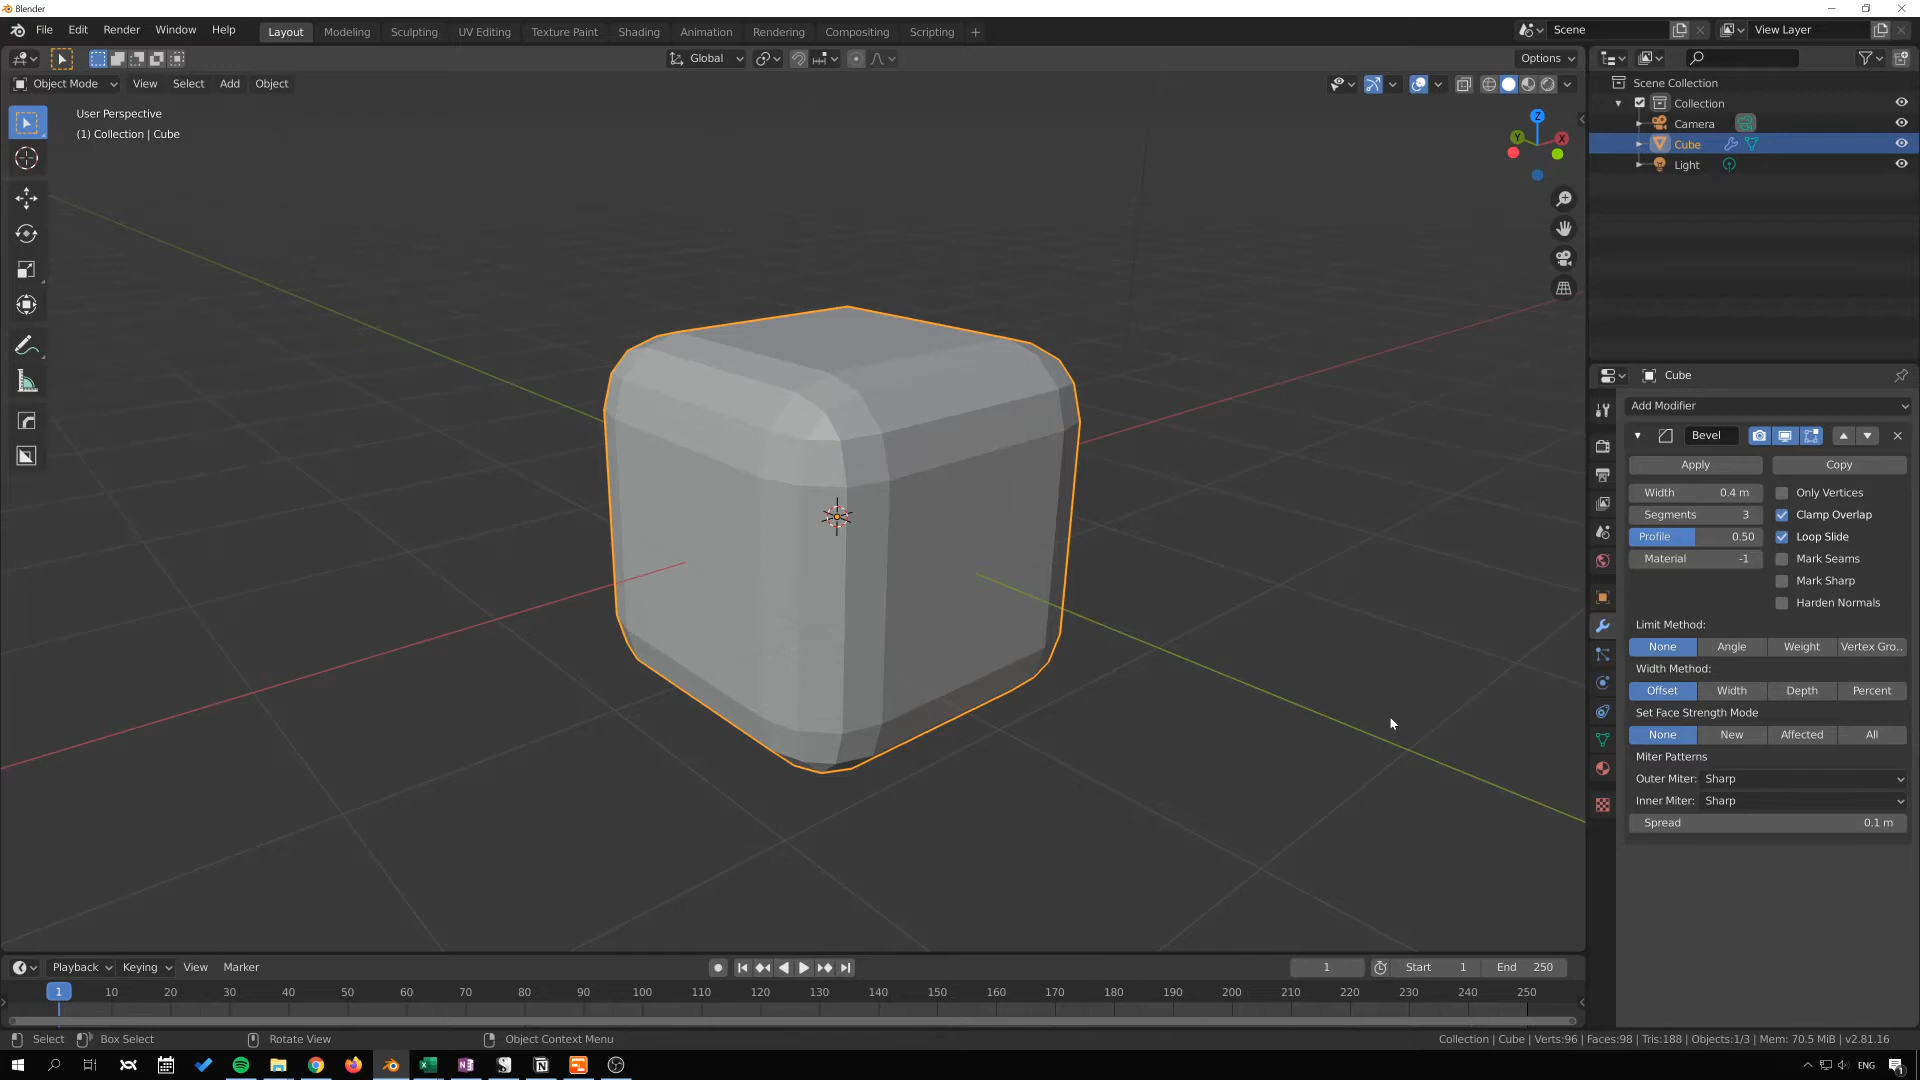 Blender
File Edit Render Window Help Layout Modeling Sculpting UV Editing Texture Paint Shading Animation Rendering Compositing Scripting + Scene View Layer
Global Options
Object Mode View Select Add Object
User Perspective
(1) Collection | Cube
Z
Y X
Scene Collection
Collection
Camera
Cube
Light
Cube
Add Modifier
Bevel
Apply Copy
Width 0.4 m Only Vertices
Segments 3 Clamp Overlap
Profile 0.50 Loop Slide
Material -1 Mark Seams
Mark Sharp
Harden Normals
Limit Method:
None Angle Weight Vertex Gro..
Width Method:
Offset Width Depth Percent
Set Face Strength Mode
None New Affected All
Miter Patterns
Outer Miter: Sharp
Inner Miter: Sharp
Spread 0.1 m
Playback Keying View Marker 1 Start 1 End 250
1 10 20 30 40 50 60 70 80 90 100 110 120 130 140 150 160 170 180 190 200 210 220 230 240 250
Select Box Select Rotate View Object Context Menu Collection | Cube | Verts:96 | Faces:98 | Tris:188 | Objects:1/3 | Mem: 70.5 MiB | v2.81.16
ENG